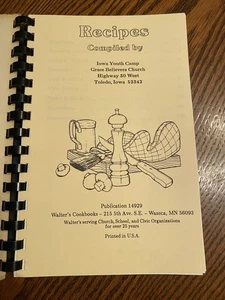 Recipes
Compiled by
Iowa Youth Camp
Grace Believers Church
Highway 30 West
Toledo, Iowa 52342
Publication 14929
Walter's Cookbooks - 215 5th Ave. S.E. - Waseca, MN 56093
Walter's serving Church, School, and Civic Organizations
for over 25 years
Printed in U.S.A.